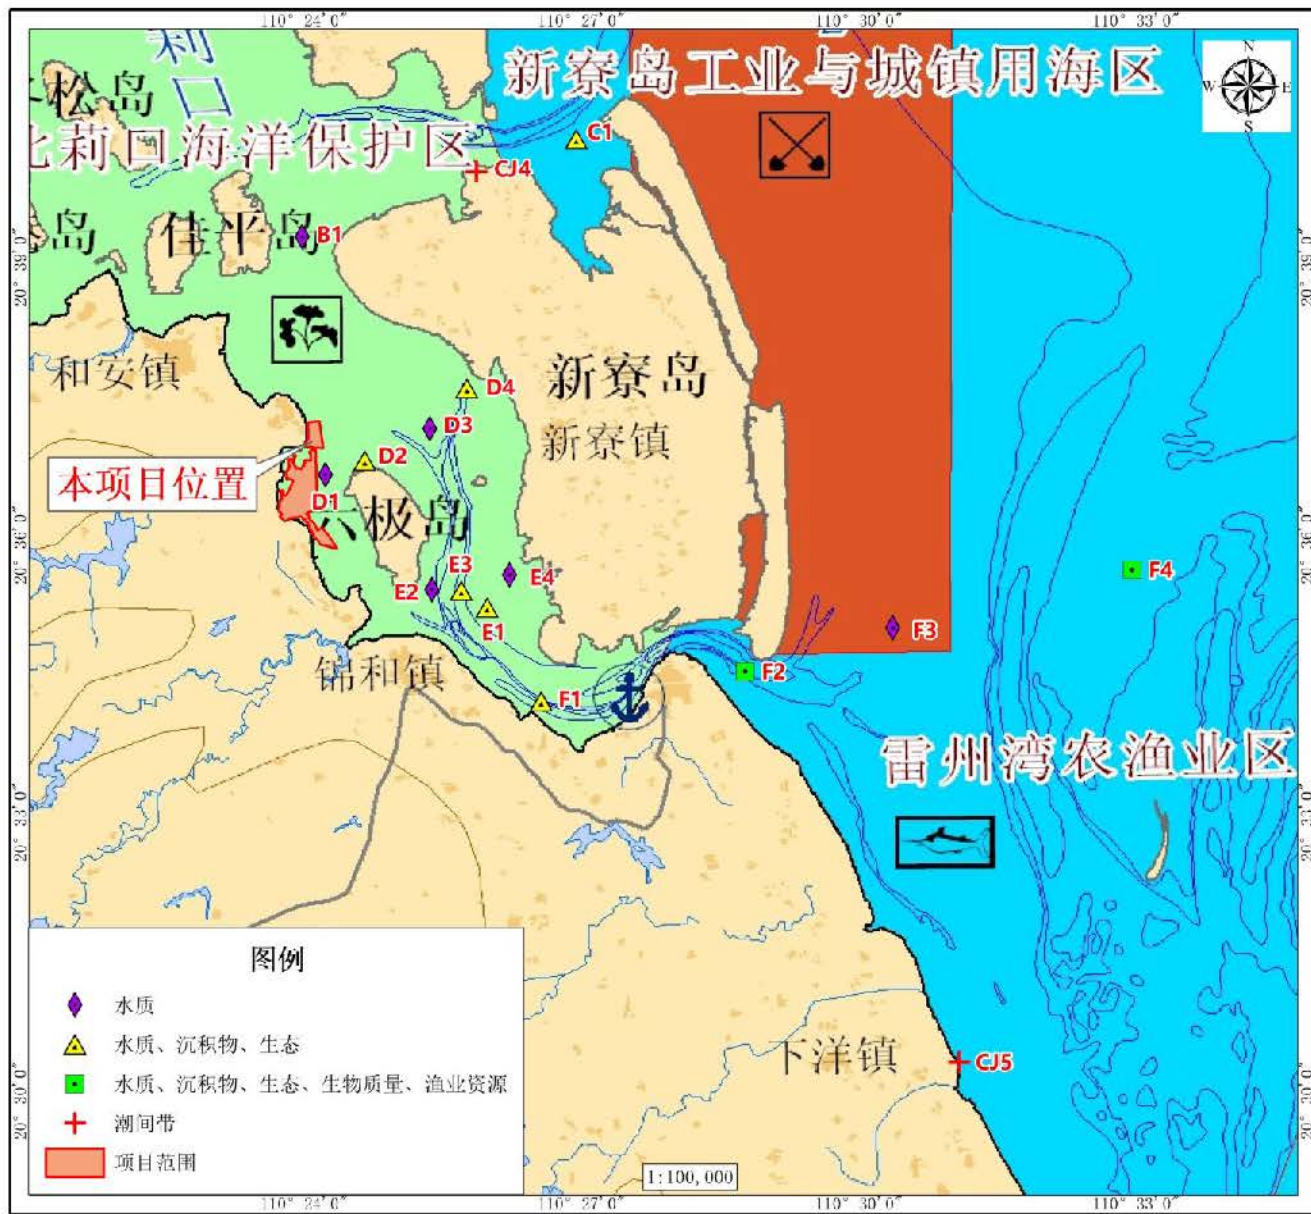 110° 24′ 0″
110° 27′ 0″
110° 30′ 0″
110° 33′ 0″
莉口
新寮岛工业与城镇用海区
N
W
E
S
松岛
C1
北莉口海洋保护区
CJ4
岛
佳平岛
B1
20° 39′ 0″
20° 39′ 0″
和安镇
新寮岛
D4
新寮镇
D3
D2
本项目位置
D1
六极岛
20° 36′ 0″
20° 36′ 0″
E3
E4
F4
E2
E1
F3
锦和镇
F2
F1
雷州湾农渔业区
20° 33′ 0″
20° 33′ 0″
图例
水质
水质、沉积物、生态
水质、沉积物、生态、生物质量、渔业资源
潮间带
项目范围
下洋镇
CJ5
20° 30′ 0″
20° 30′ 0″
1:100,000
110° 24′ 0″
110° 27′ 0″
110° 30′ 0″
110° 33′ 0″